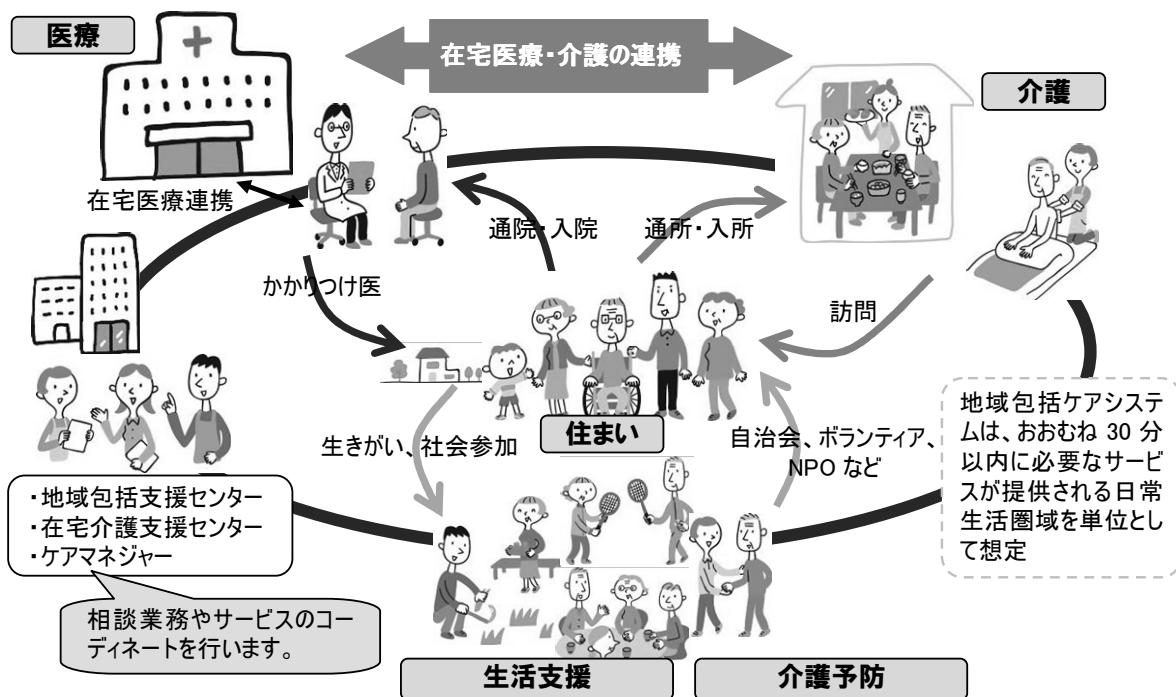 医療
在宅医療・介護の連携
介護
在宅医療連携
通院・入院
通所・入所
かかりつけ医
訪問
住まい
生きがい、社会参加
自治会、ボランティア、
NPO など
地域包括ケアシステ
ムは、おおむね 30 分
以内に必要なサービ
スが提供される日常
生活圏域を単位とし
て想定
・地域包括支援センター
・在宅介護支援センター
・ケアマネジャー
相談業務やサービスのコー
ディネートを行います。
生活支援
介護予防